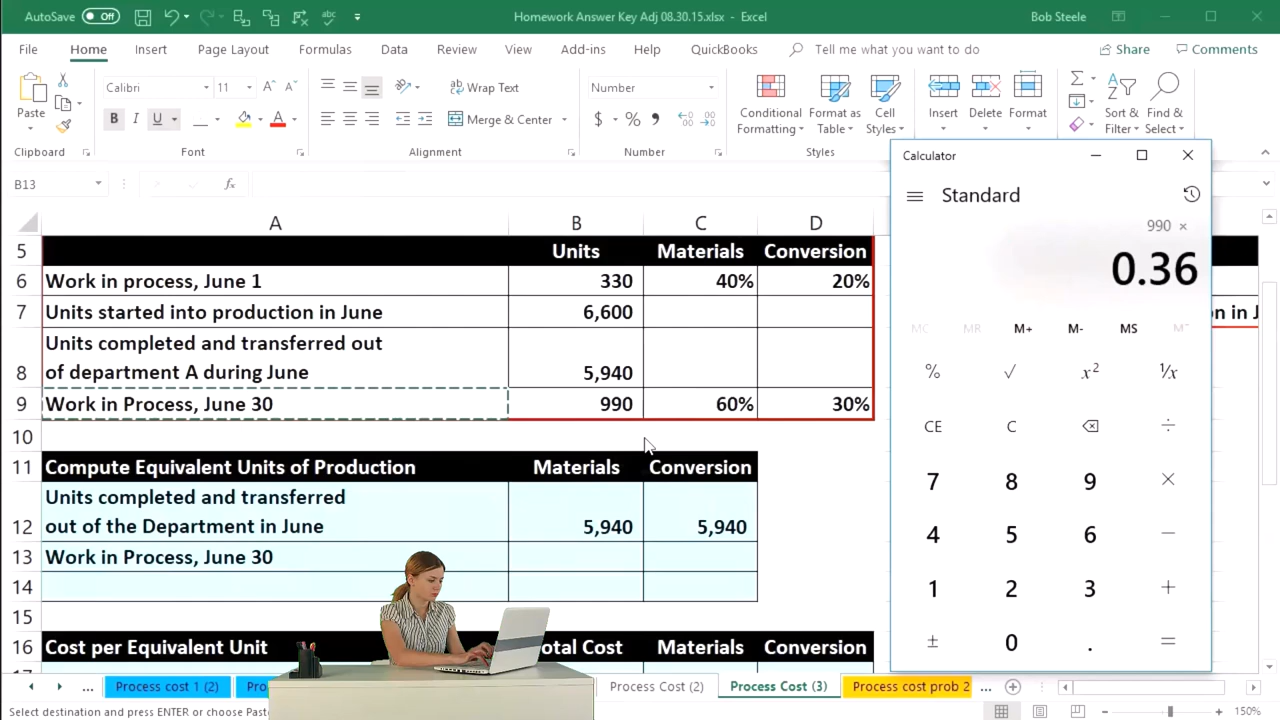 AutoSave Off
Homework Answer Key Adj 08.30.15.xlsx - Excel
Bob Steele
File Home Insert Page Layout Formulas Data Review View Add-ins Help QuickBooks Tell me what you want to do Share Comments
Calibri 11
Wrap Text
Number
Paste
B I U A
Merge & Center
$ % 9
Conditional Formatting
Format as Table
Cell Styles
Insert Delete Format
Sort & Filter
Find & Select
Clipboard Font Alignment Number Styles
B13 fx
A B C D
5 Units Materials Conversion
6 Work in process, June 1 330 40% 20%
7 Units started into production in June 6,600
Units completed and transferred out
8 of department A during June 5,940
9 Work in Process, June 30 990 60% 30%
10
11 Compute Equivalent Units of Production Materials Conversion
Units completed and transferred
12 out of the Department in June 5,940 5,940
13 Work in Process, June 30
14
15
16 Cost per Equivalent Unit otal Cost Materials Conversion
Calculator
Standard
990 ×
0.36
MC MR M+ M- MS
% √ x² ¹/x
CE C ÷
7 8 9 ×
4 5 6 −
1 2 3 +
± 0 . =
on in J
... Process cost 1 (2) Pro Process Cost (2) Process Cost (3) Process cost prob 2 ...
Select destination and press ENTER or choose Past
150%